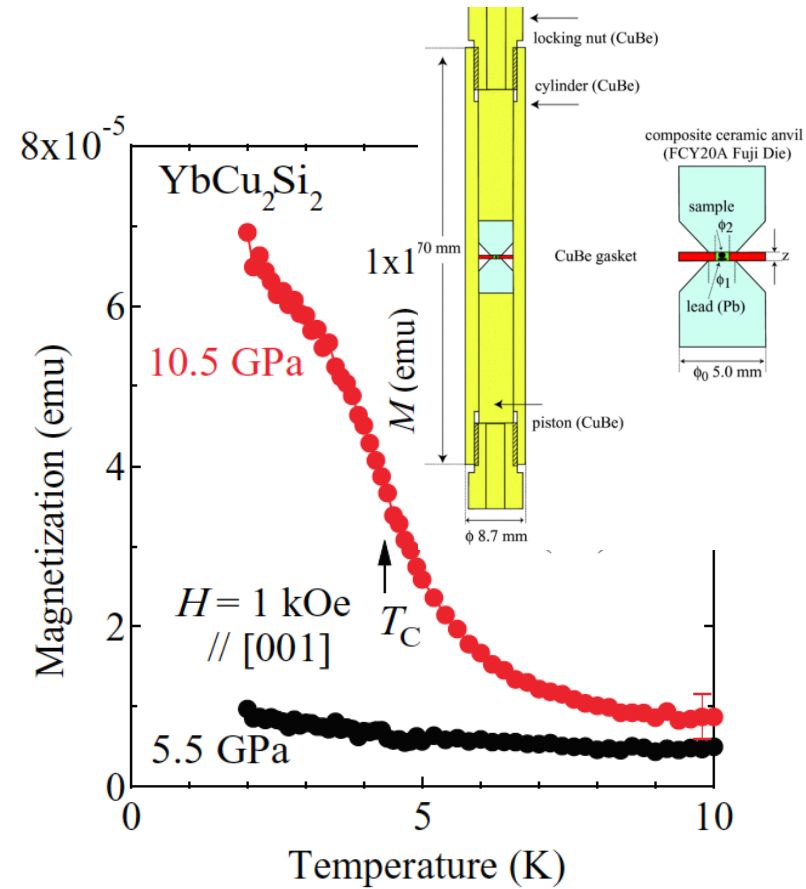 locking nut (CuBe)
cylinder (CuBe)
composite ceramic anvil
(FCY20A Fuji Die)
sample
ϕ2
z
ϕ1
lead (Pb)
ϕ0 5.0 mm
CuBe gasket
70 mm
1x1
M (emu)
piston (CuBe)
ϕ 8.7 mm
8x10-5
6
4
2
0
Magnetization (emu)
YbCu2Si2
10.5 GPa
H = 1 kOe
// [001]
TC
5.5 GPa
0
5
10
Temperature (K)